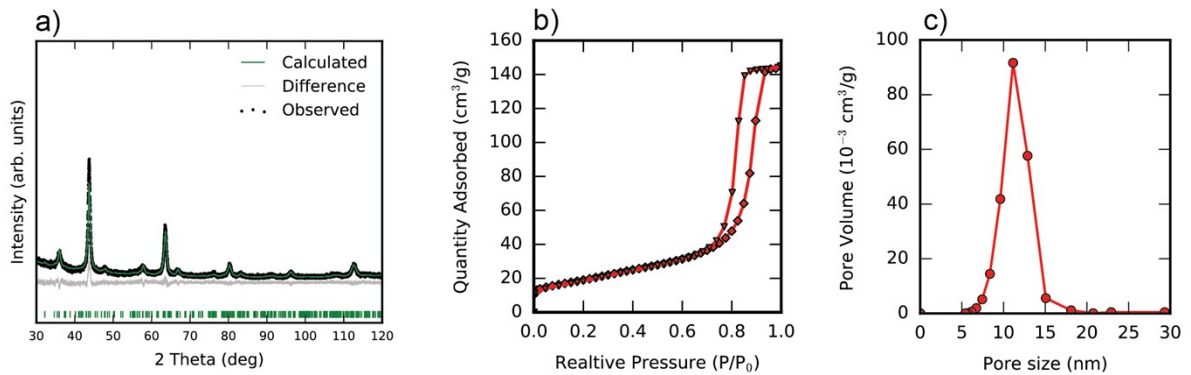 a)
Calculated
Difference
Observed
Intensity (arb. units)
30 40 50 60 70 80 90 100 110 120
2 Theta (deg)
b)
160
140
120
100
80
60
40
20
0
Quantity Adsorbed (cm³/g)
0.0 0.2 0.4 0.6 0.8 1.0
Realtive Pressure (P/P₀)
c)
100
80
60
40
20
0
Pore Volume (10⁻³ cm³/g)
0 5 10 15 20 25 30
Pore size (nm)